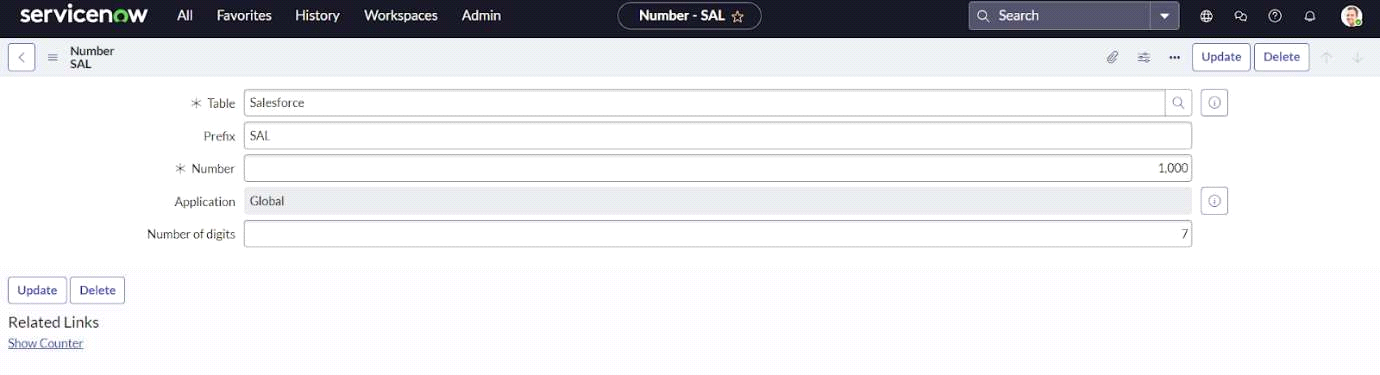 servicenow All Favorites History Workspaces Admin Number - SAL Search
Number
SAL
Update Delete
Table Salesforce
Prefix SAL
Number 1,000
Application Global
Number of digits 7
Update Delete
Related Links
Show Counter